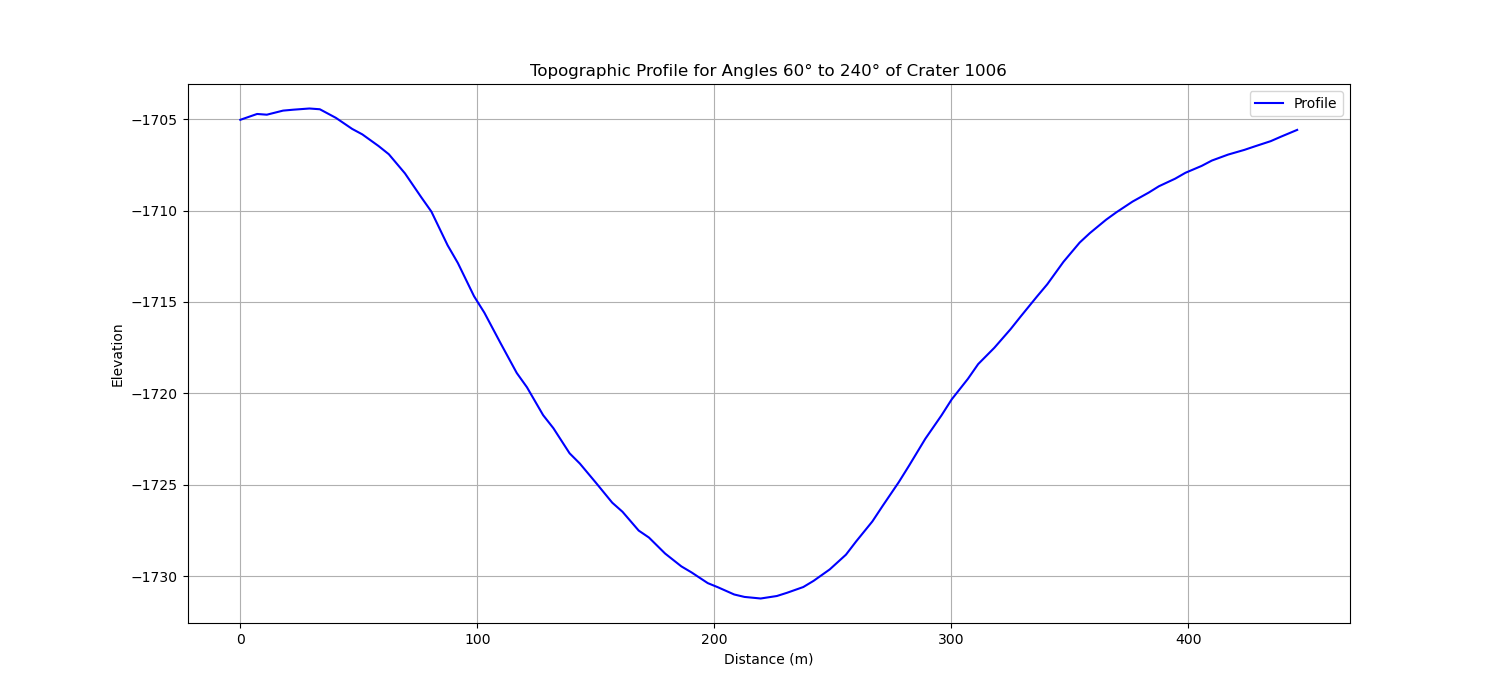 Topographic Profile for Angles 60° to 240° of Crater 1006
Profile
−1705
−1710
−1715
−1720
−1725
−1730
Elevation
0 100 200 300 400
Distance (m)